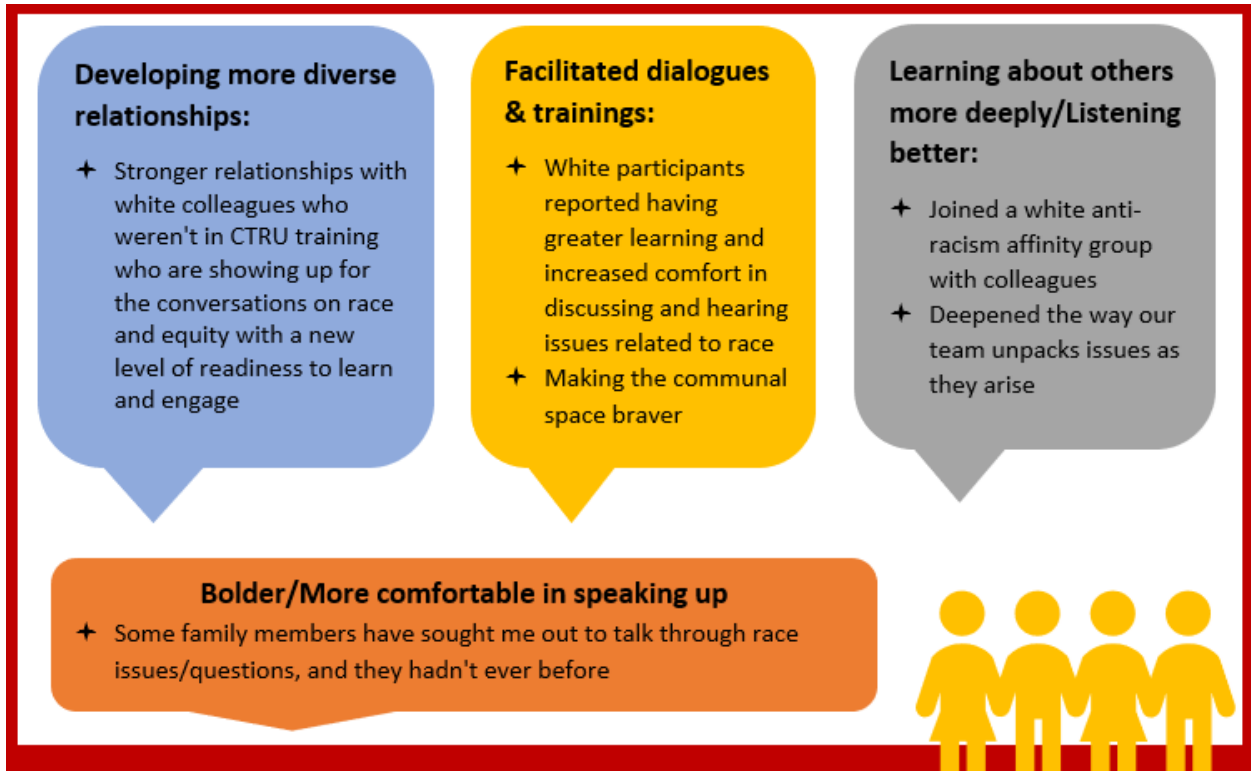 Developing more diverse
relationships:
Stronger relationships with
white colleagues who
weren't in CTRU training
who are showing up for
the conversations on race
and equity with a new
level of readiness to learn
and engage
Facilitated dialogues
& trainings:
White participants
reported having
greater learning and
increased comfort in
discussing and hearing
issues related to race
Making the communal
space braver
Learning about others
more deeply/Listening
better:
Joined a white anti-
racism affinity group
with colleagues
Deepened the way our
team unpacks issues as
they arise
Bolder/More comfortable in speaking up
Some family members have sought me out to talk through race
issues/questions, and they hadn't ever before